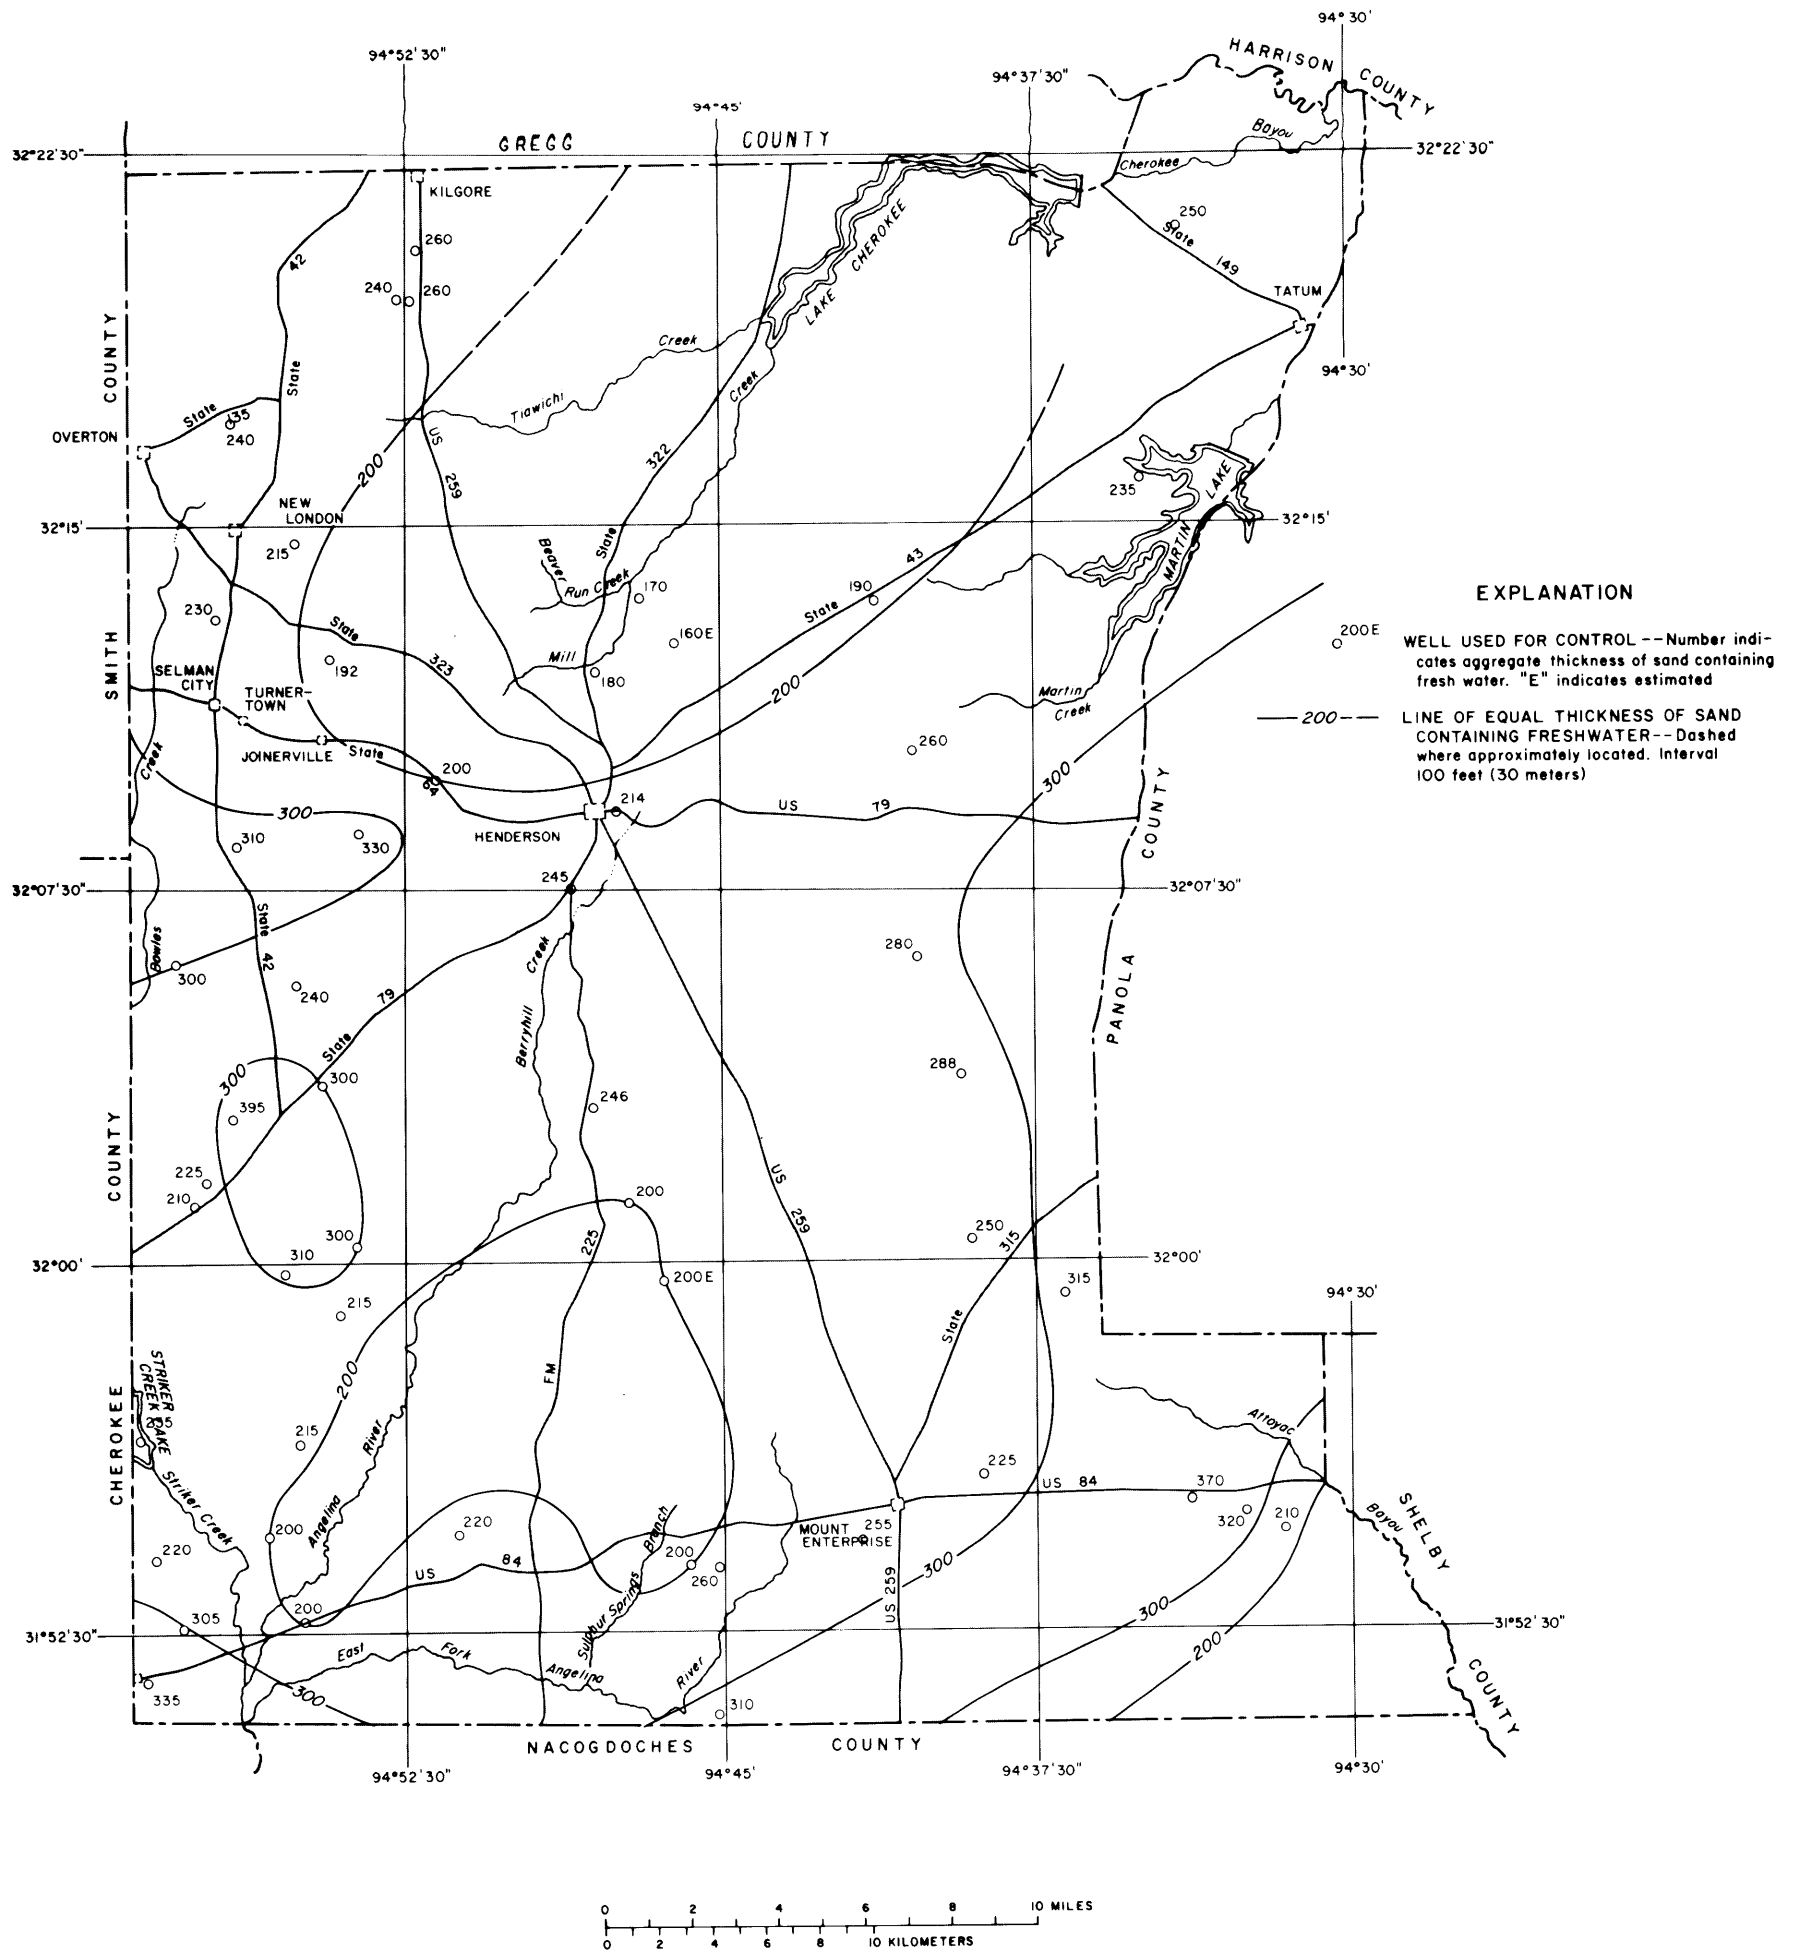 94°30'
HARRISON COUNTY
94°52'30"
94°37'30"
94°45'
GREGG COUNTY
Bayou
32°22'30"
32°22'30"
Cherokee
KILGORE
250
State
149
260
42
LAKE CHEROKEE
240
260
TATUM
COUNTY
State
Creek
Tiawichi
Creek
94°30'
State
135
240
OVERTON
US
259
322
200
235
LAKE
MARTIN
NEW
LONDON
32°15'
32°15'
215
State
Beaver
Run Creek
170
43
190
State
EXPLANATION
230
State
160E
200E
WELL USED FOR CONTROL--Number indi-
cates aggregate thickness of sand containing
fresh water. "E" indicates estimated
SMITH
SELMAN
CITY
192
323
Mill
180
200
Martin
Creek
TURNER-
TOWN
200
LINE OF EQUAL THICKNESS OF SAND
CONTAINING FRESHWATER--Dashed
where approximately located. Interval
100 feet (30 meters)
JOINERVILLE
State
64
200
260
300
Creek
300
214
US
79
HENDERSON
310
330
COUNTY
32°07'30"
245
32°07'30"
State
42
Bowles
300
240
79
State
Creek
Berryhill
280
PANOLA
300
300
395
288
246
COUNTY
225
210
US
259
200
300
310
225
250
315
32°00'
32°00'
200E
315
94°30'
215
State
STRIKER
CREEK LAKE
200
FM
CHEROKEE
215
River
Attoyac
Striker Creek
Angelina
225
US 84
370
320
210
SHELBY
Bayou
200
220
220
Branch
MOUNT
ENTERPRISE
255
200
260
84
US
Sulphur Springs
US 259
300
300
200
305
200
31°52'30"
31°52'30"
East Fork
Angelina
River
335
300
310
COUNTY
NACOGDOCHES COUNTY
94°52'30"
94°45'
94°37'30"
94°30'
0 2 4 6 8 10 MILES
0 2 4 6 8 10 KILOMETERS